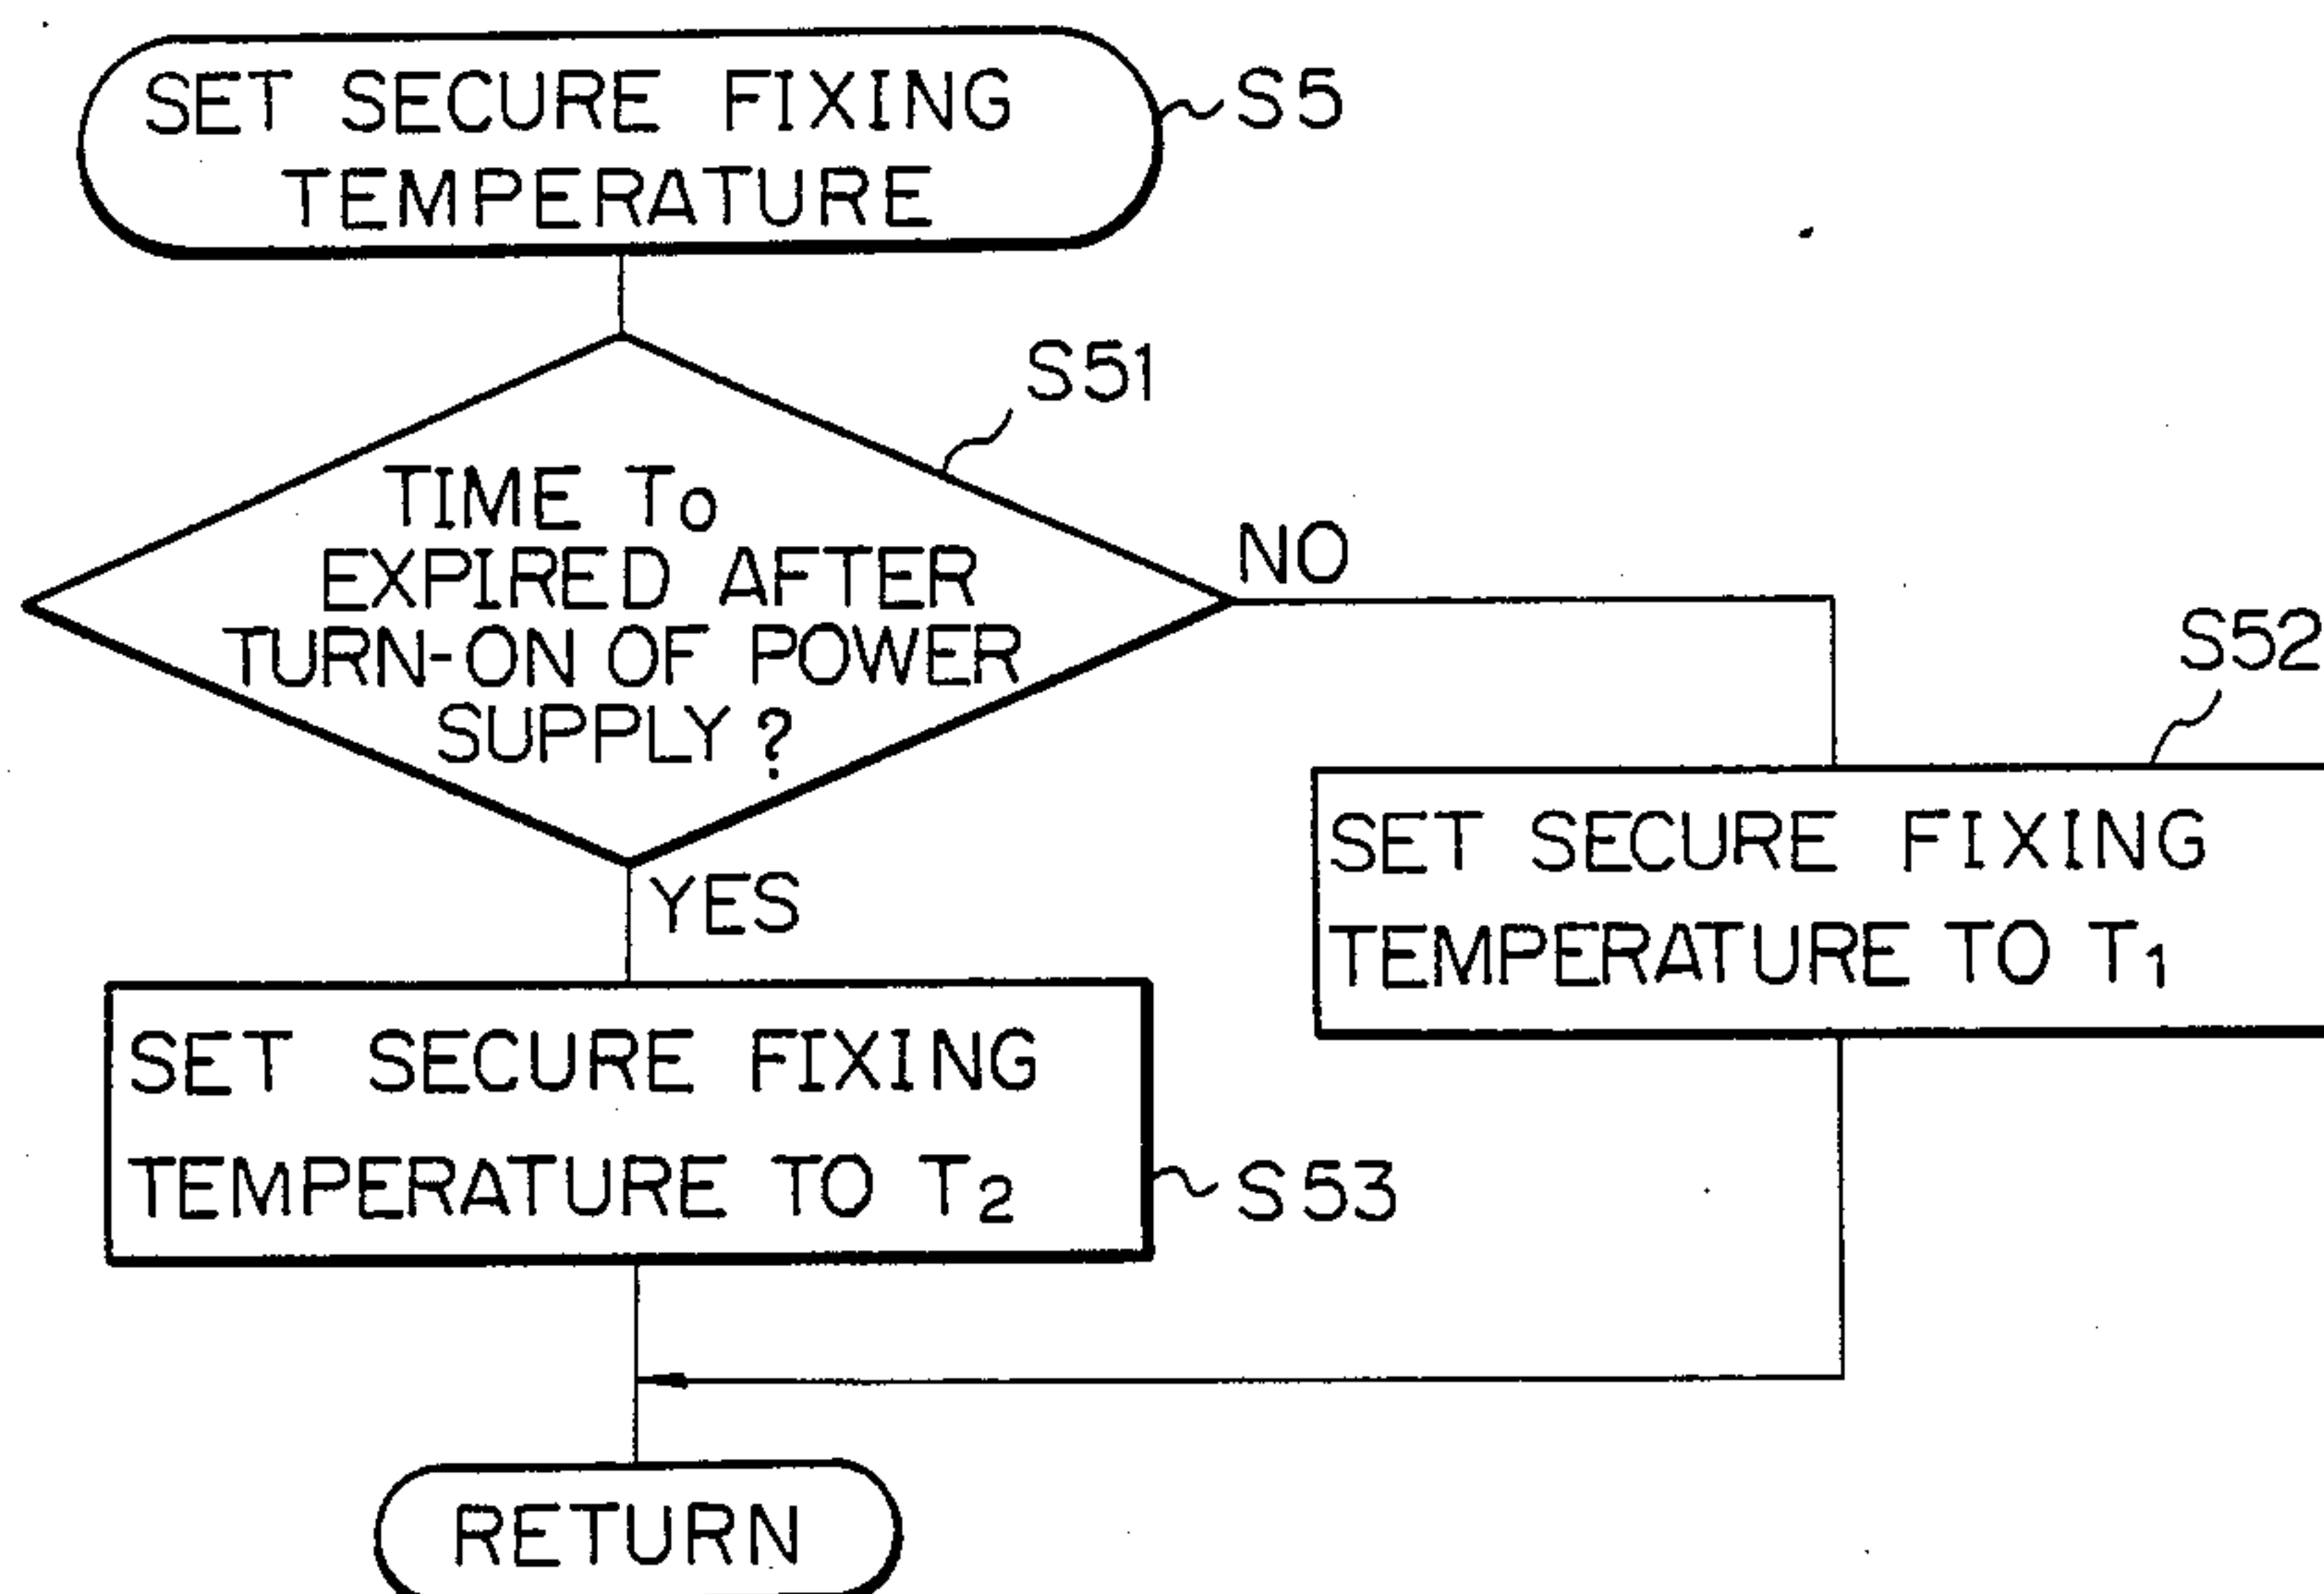 SET SECURE FIXING
TEMPERATURE
S5
S51
TIME To
EXPIRED AFTER
TURN-ON OF POWER
SUPPLY?
NO
YES
S52
SET SECURE FIXING
TEMPERATURE TO T1
SET SECURE FIXING
TEMPERATURE TO T2
S53
RETURN